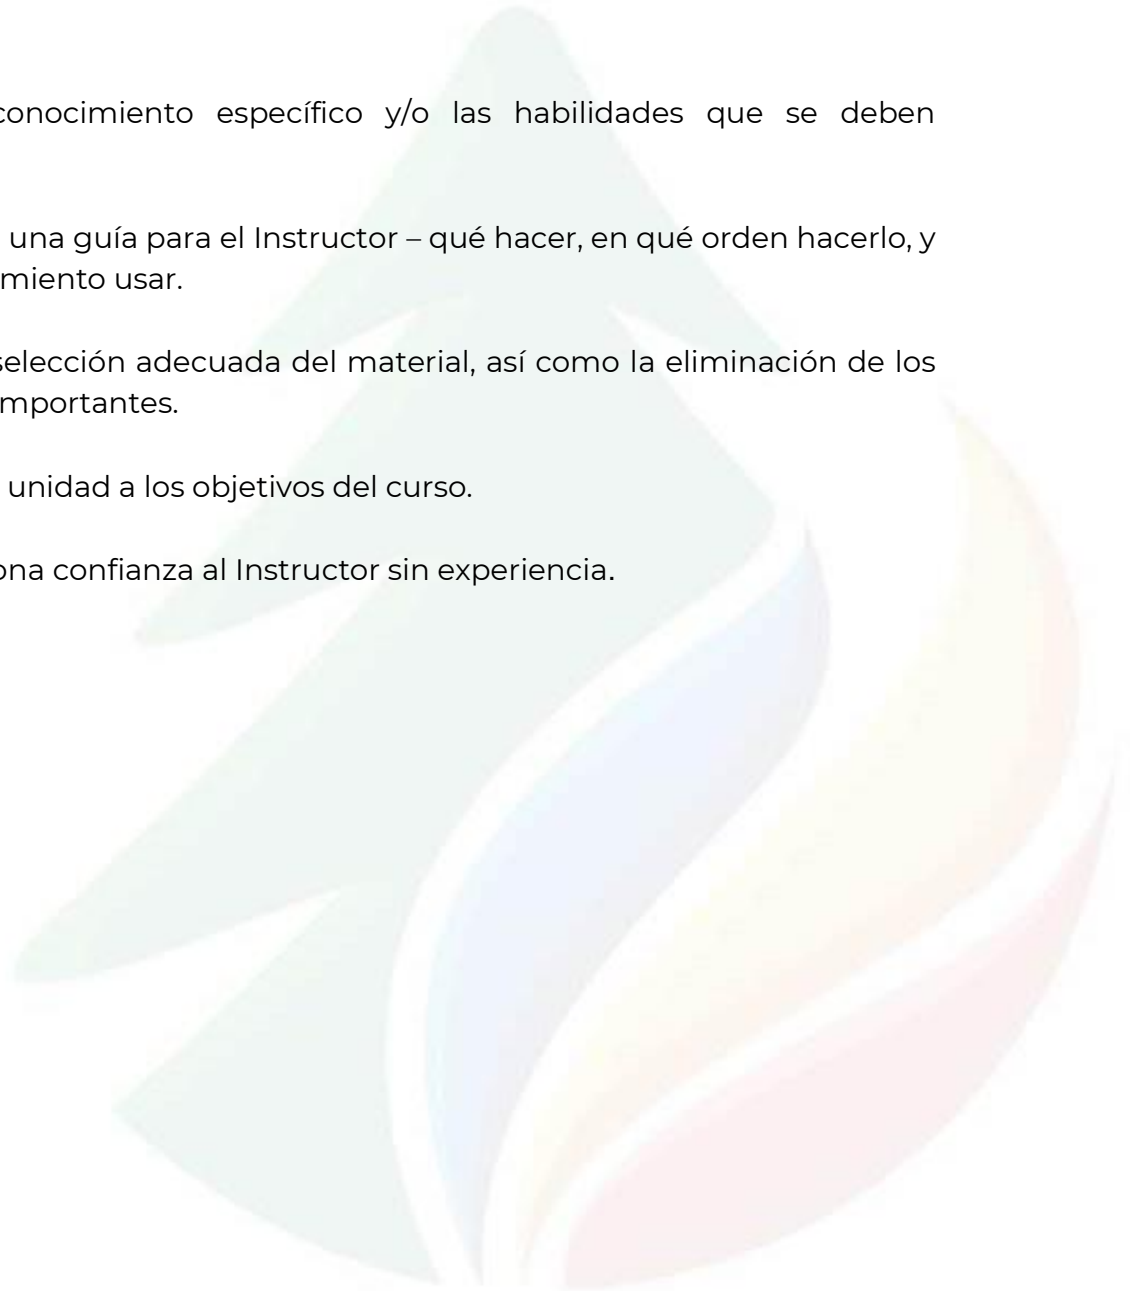 conocimiento específico y/o las habilidades que se deben
una guía para el Instructor – qué hacer, en qué orden hacerlo, y
miento usar.
selección adecuada del material, así como la eliminación de los
importantes.
unidad a los objetivos del curso.
ona confianza al Instructor sin experiencia.